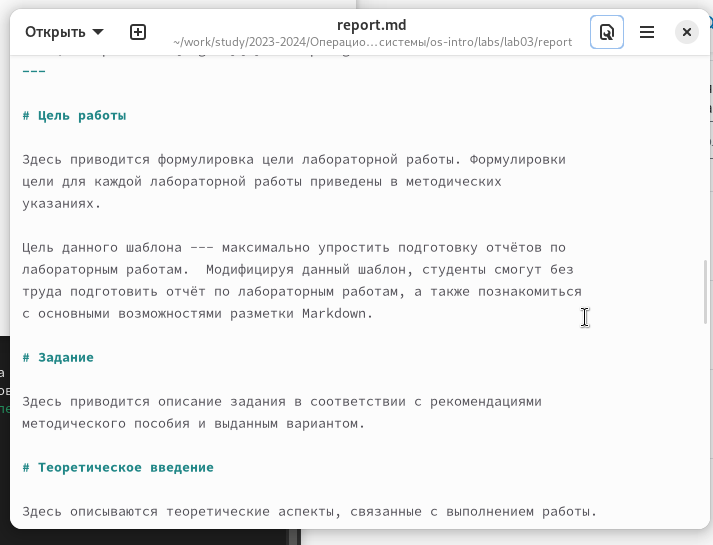 Открыть
report.md
~/work/study/2023-2024/Операцио…системы/os-intro/labs/lab03/report
---
# Цель работы
Здесь приводится формулировка цели лабораторной работы. Формулировки
цели для каждой лабораторной работы приведены в методических
указаниях.
Цель данного шаблона --- максимально упростить подготовку отчётов по
лабораторным работам.  Модифицируя данный шаблон, студенты смогут без
труда подготовить отчёт по лабораторным работам, а также познакомиться
с основными возможностями разметки Markdown.
# Задание
Здесь приводится описание задания в соответствии с рекомендациями
методического пособия и выданным вариантом.
# Теоретическое введение
Здесь описываются теоретические аспекты, связанные с выполнением работы.